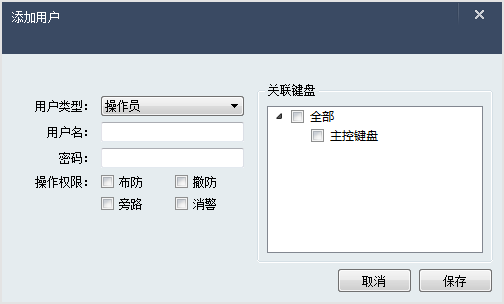 添加用户
用户类型： 操作员
用户名：
密码：
操作权限： 布防 撤防
旁路 消警
关联键盘
全部
主控键盘
取消 保存